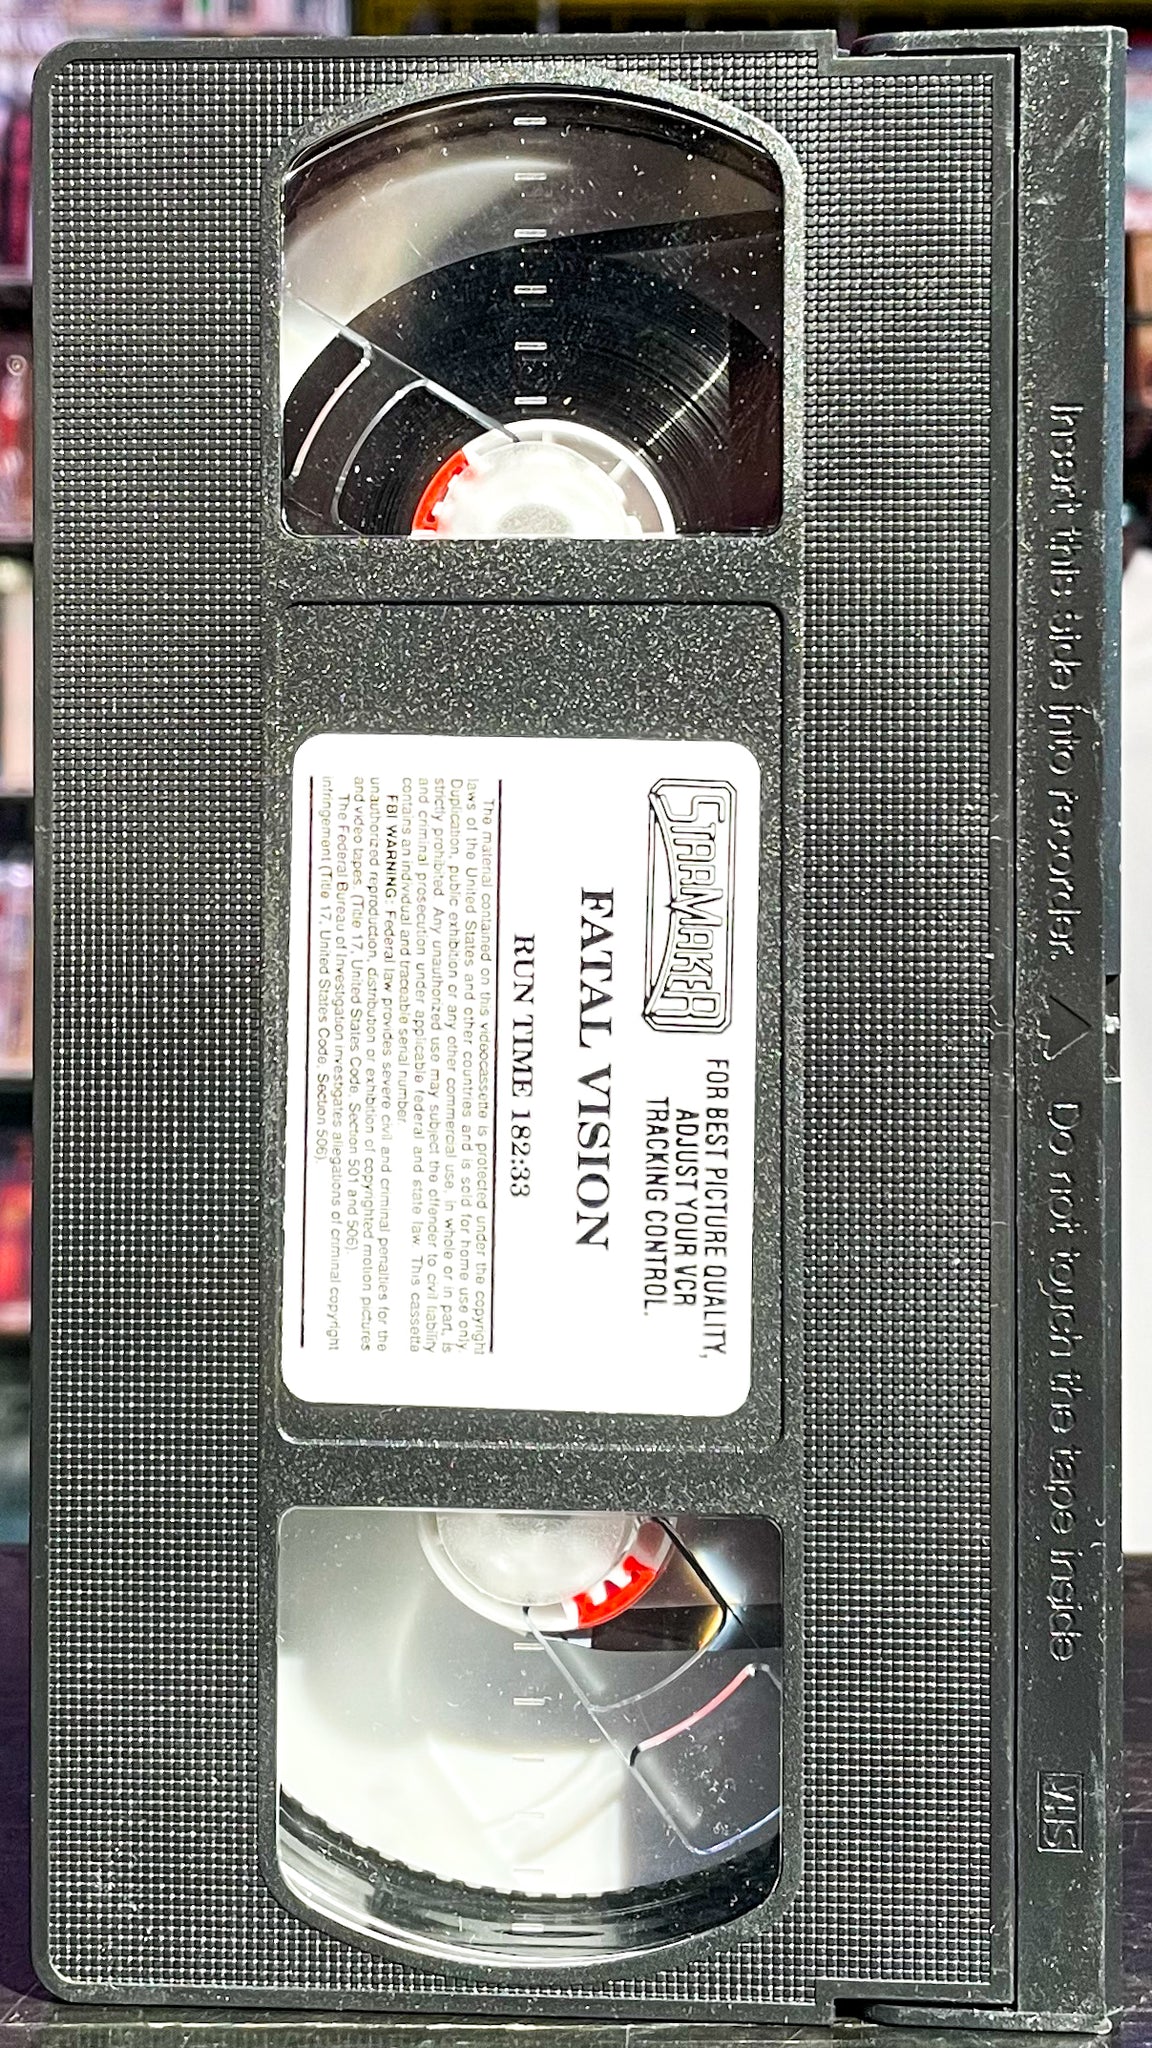 Insert this side into recorder. △ Do not touch the tape inside
VHS
STARMAKER
FOR BEST PICTURE QUALITY,
ADJUST YOUR VCR
TRACKING CONTROL.
FATAL VISION
RUN TIME 182:33
The material contained on this videocassette is protected under the copyright
laws of the United States and other countries and is sold for home use only.
Duplication, public exhibition or any other commercial use, in whole or in part, is
strictly prohibited. Any unauthorized use may subject the offender to civil liability
and criminal prosecution under applicable federal and state law. This cassette
contains an individual and traceable serial number.
FBI WARNING: Federal law provides severe civil and criminal penalties for the
unauthorized reproduction, distribution or exhibition of copyrighted motion pictures
and video tapes. (Title 17, United States Code, Section 501 and 506).
The Federal Bureau of Investigation investigates allegations of criminal copyright
infringement (Title 17, United States Code, Section 506).